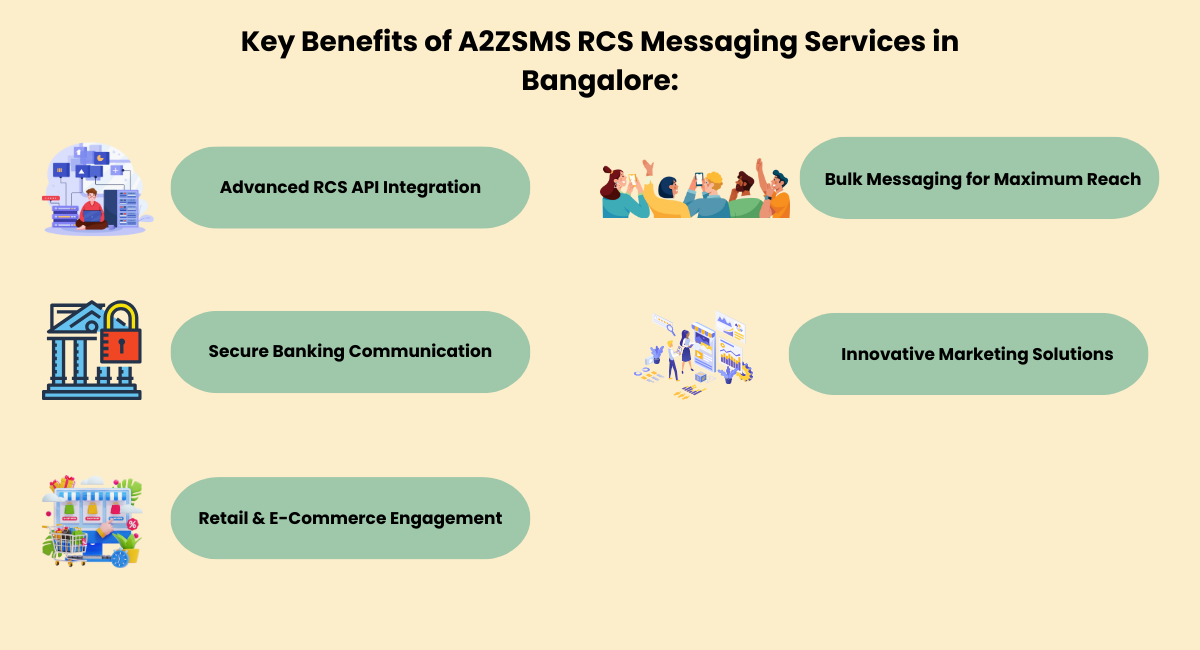 Key Benefits of A2ZSMS RCS Messaging Services in
Bangalore:
Advanced RCS API Integration
Bulk Messaging for Maximum Reach
Secure Banking Communication
Innovative Marketing Solutions
Retail & E-Commerce Engagement